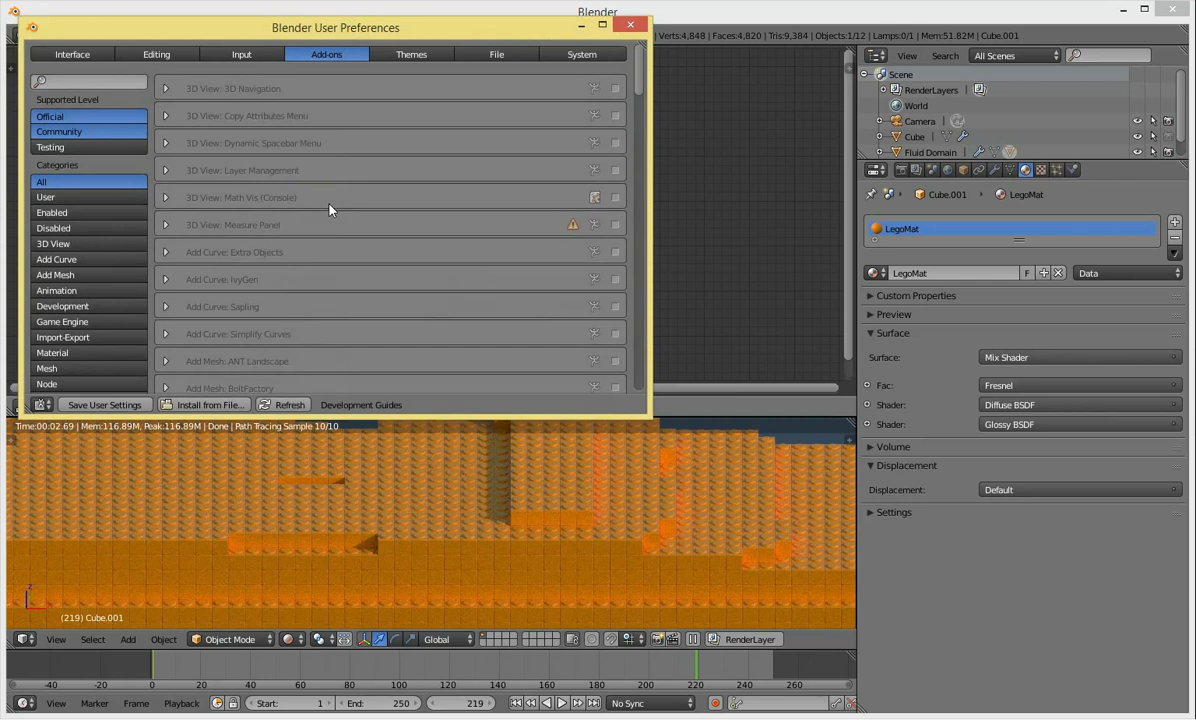 Blender
Blender User Preferences
Interface Editing Input Add-ons Themes File System
Supported Level
Official
Community
Testing
Categories
All
User
Enabled
Disabled
3D View
Add Curve
Add Mesh
Animation
Development
Game Engine
Import-Export
Material
Mesh
Node
3D View: 3D Navigation
3D View: Copy Attributes Menu
3D View: Dynamic Spacebar Menu
3D View: Layer Management
3D View: Math Vis (Console)
3D View: Measure Panel
Add Curve: Extra Objects
Add Curve: IvyGen
Add Curve: Sapling
Add Curve: Simplify Curves
Add Mesh: ANT Landscape
Add Mesh: BoltFactory
Save User Settings Install from File... Refresh Development Guides
Verts:4,848 | Faces:4,820 | Tris:9,384 | Objects:1/12 | Lamps:0/1 | Mem:51.82M | Cube.001
View Search All Scenes
Scene
RenderLayers
World
Camera
Cube
Fluid Domain
Cube.001 LegoMat
LegoMat
LegoMat F Data
Custom Properties
Preview
Surface
Surface: Mix Shader
Fac: Fresnel
Shader: Diffuse BSDF
Shader: Glossy BSDF
Volume
Displacement
Displacement: Default
Settings
Time:00:02.69 | Mem:116.89M, Peak:116.89M | Done | Path Tracing Sample 10/10
z
(219) Cube.001
View Select Add Object Object Mode Global RenderLayer
-40 -20 0 20 40 60 80 100 120 140 160 180 200 220 240 260
View Marker Frame Playback Start: 1 End: 250 219 No Sync